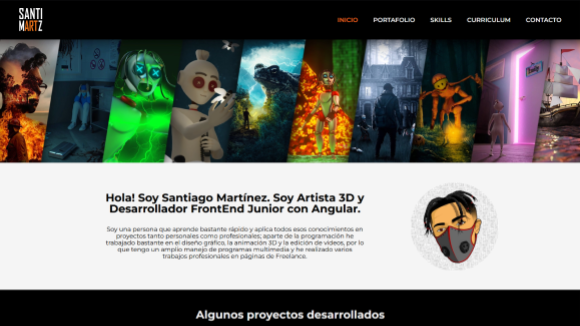 SANTI
MARTZ
INICIO PORTAFOLIO SKILLS CURRICULUM CONTACTO
Hola! Soy Santiago Martínez. Soy Artista 3D y
Desarrollador FrontEnd Junior con Angular.
Soy una persona que aprende bastante rápido y aplica todos esos conocimientos en
proyectos tanto personales como profesionales; aparte de la programación he
trabajado bastante en el diseño gráfico, la animación 3D y la edición de videos, por lo
que tengo un amplio manejo de programas multimedia y he realizado varios
trabajos profesionales en páginas de Freelance.
Algunos proyectos desarrollados